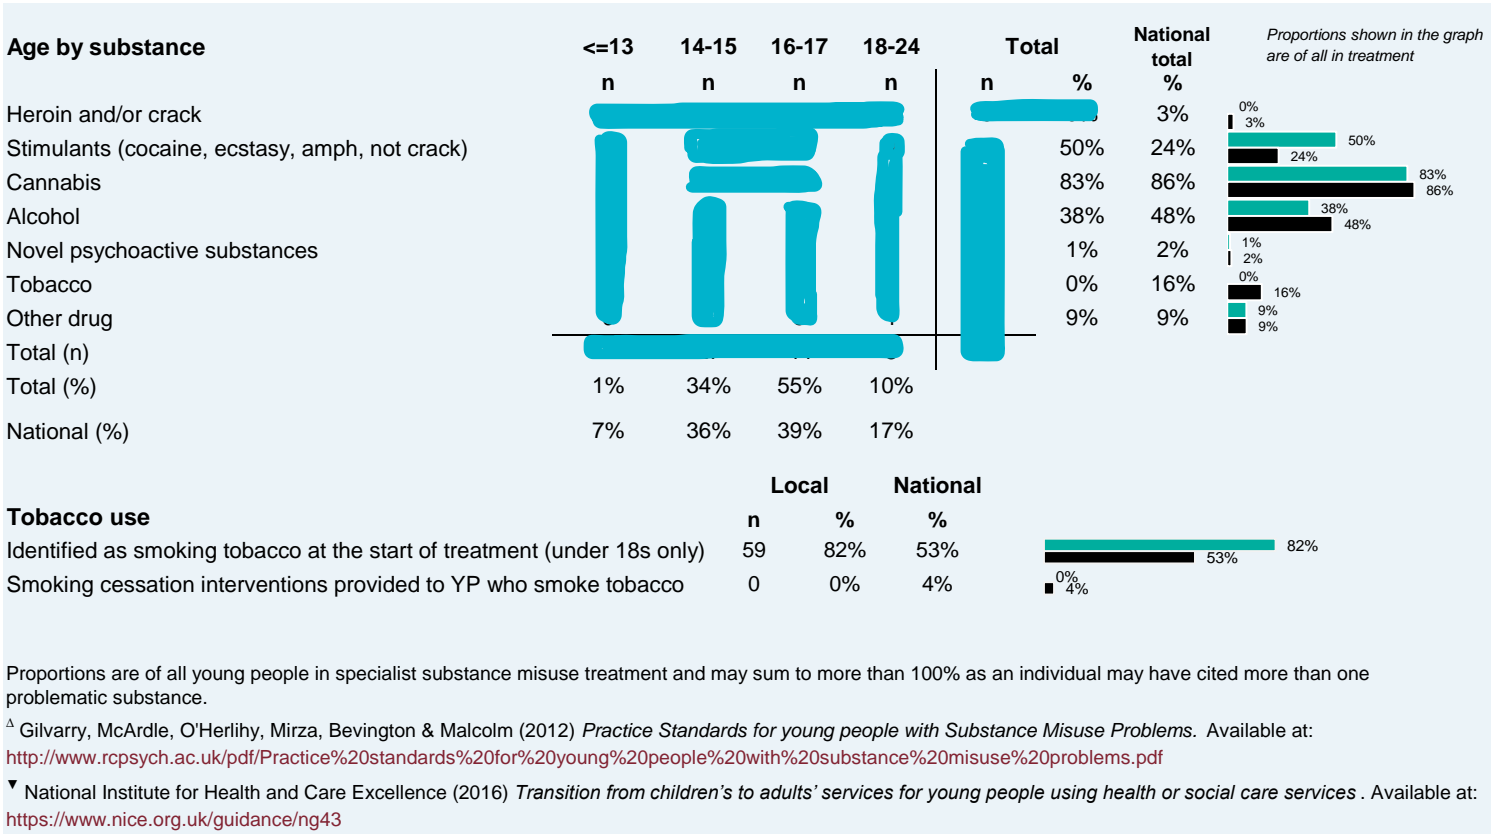 Age by substance <=13 14-15 16-17 18-24 Total National total Proportions shown in the graph are of all in treatment
n n n n n % %
Heroin and/or crack 3% 0% 3%
Stimulants (cocaine, ecstasy, amph, not crack) 50% 24% 50% 24%
Cannabis 83% 86% 83% 86%
Alcohol 38% 48% 38% 48%
Novel psychoactive substances 1% 2% 1% 2%
Tobacco 0% 16% 0% 16%
Other drug 9% 9% 9% 9%
Total (n)
Total (%) 1% 34% 55% 10%
National (%) 7% 36% 39% 17%
Local National
Tobacco use n % %
Identified as smoking tobacco at the start of treatment (under 18s only) 59 82% 53% 82% 53%
Smoking cessation interventions provided to YP who smoke tobacco 0 0% 4% 0% 4%
Proportions are of all young people in specialist substance misuse treatment and may sum to more than 100% as an individual may have cited more than one
problematic substance.
Δ Gilvarry, McArdle, O'Herlihy, Mirza, Bevington & Malcolm (2012) Practice Standards for young people with Substance Misuse Problems. Available at:
http://www.rcpsych.ac.uk/pdf/Practice%20standards%20for%20young%20people%20with%20substance%20misuse%20problems.pdf
▼ National Institute for Health and Care Excellence (2016) Transition from children's to adults' services for young people using health or social care services . Available at:
https://www.nice.org.uk/guidance/ng43